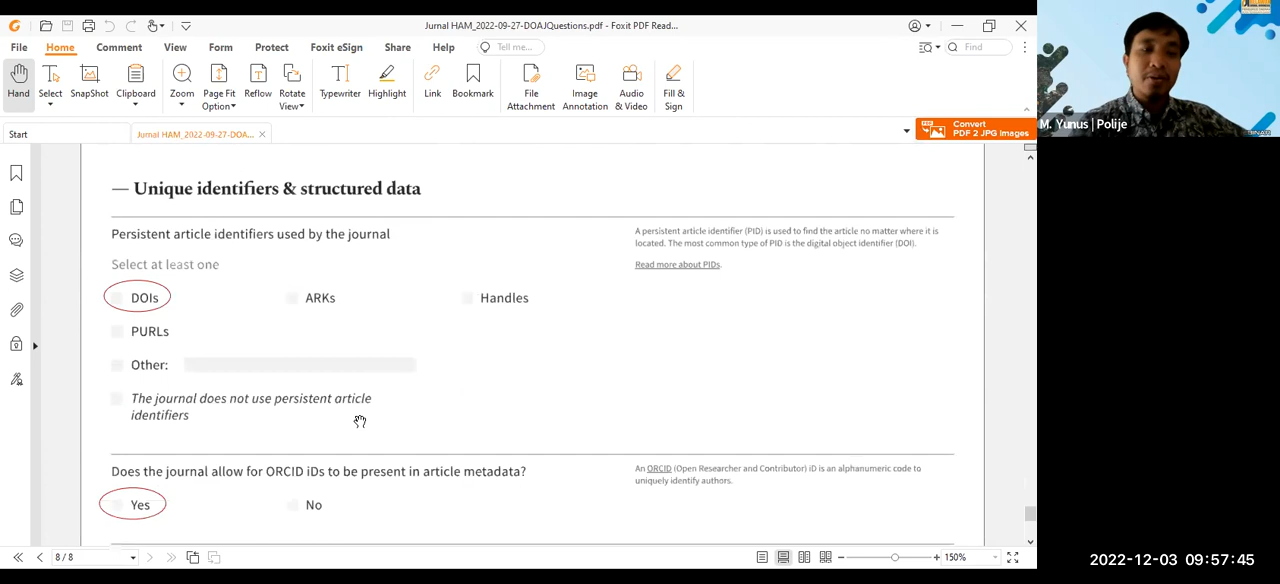 Jurnal HAM_2022-09-27-DOAJQuestions.pdf - Foxit PDF Read...
File Home Comment View Form Protect Foxit eSign Share Help Tell me... Find
Hand Select SnapShot Clipboard Zoom Page Fit Option Reflow Rotate View Typewriter Highlight Link Bookmark File Attachment Image Annotation Audio & Video Fill & Sign
Start Jurnal HAM_2022-09-27-DOA...
Convert
PDF 2 JPG Images
M. Yunus | Polije
— Unique identifiers & structured data
Persistent article identifiers used by the journal
A persistent article identifier (PID) is used to find the article no matter where it is
located. The most common type of PID is the digital object identifier (DOI).
Select at least one
Read more about PIDs.
DOIs ARKs Handles
PURLs
Other:
The journal does not use persistent article
identifiers
Does the journal allow for ORCID iDs to be present in article metadata?
An ORCID (Open Researcher and Contributor) iD is an alphanumeric code to
uniquely identify authors.
Yes No
8 / 8 150%
2022-12-03 09:57:45